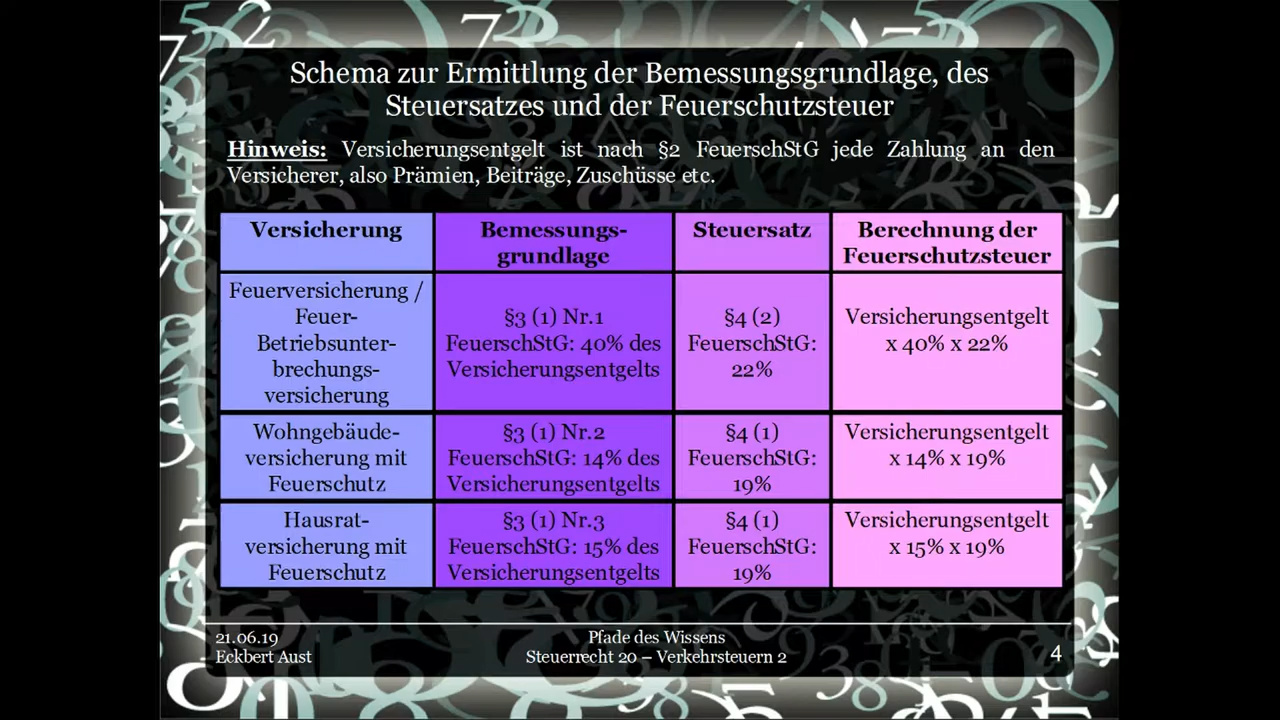 Schema zur Ermittlung der Bemessungsgrundlage, des
Steuersatzes und der Feuerschutzsteuer
Hinweis: Versicherungsentgelt ist nach §2 FeuerschStG jede Zahlung an den
Versicherer, also Prämien, Beiträge, Zuschüsse etc.
Versicherung
Bemessungs-
grundlage
Steuersatz
Berechnung der
Feuerschutzsteuer
Feuerversicherung /
Feuer-
Betriebsunter-
brechungs-
versicherung
§3 (1) Nr.1
FeuerschStG: 40% des
Versicherungsentgelts
§4 (2)
FeuerschStG:
22%
Versicherungsentgelt
x 40% x 22%
Wohngebäude-
versicherung mit
Feuerschutz
§3 (1) Nr.2
FeuerschStG: 14% des
Versicherungsentgelts
§4 (1)
FeuerschStG:
19%
Versicherungsentgelt
x 14% x 19%
Hausrat-
versicherung mit
Feuerschutz
§3 (1) Nr.3
FeuerschStG: 15% des
Versicherungsentgelts
§4 (1)
FeuerschStG:
19%
Versicherungsentgelt
x 15% x 19%
21.06.19
Eckbert Aust
Pfade des Wissens
Steuerrecht 20 – Verkehrsteuern 2
4